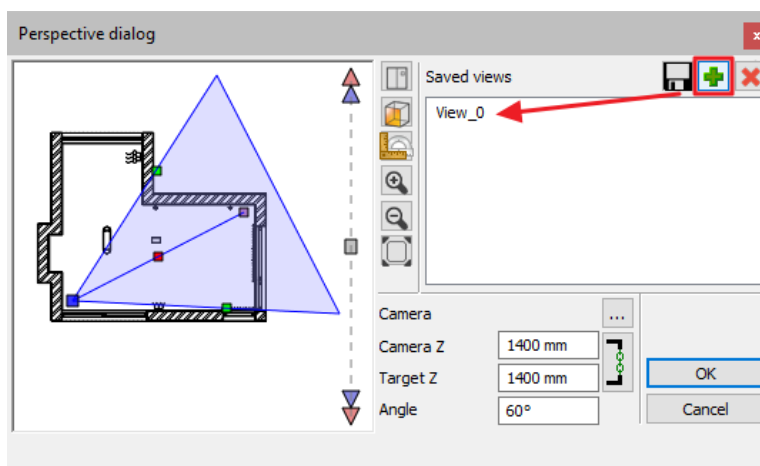 Perspective dialog
x
Saved views
View_0
Camera
...
Camera Z
1400 mm
Target Z
1400 mm
Angle
60°
OK
Cancel